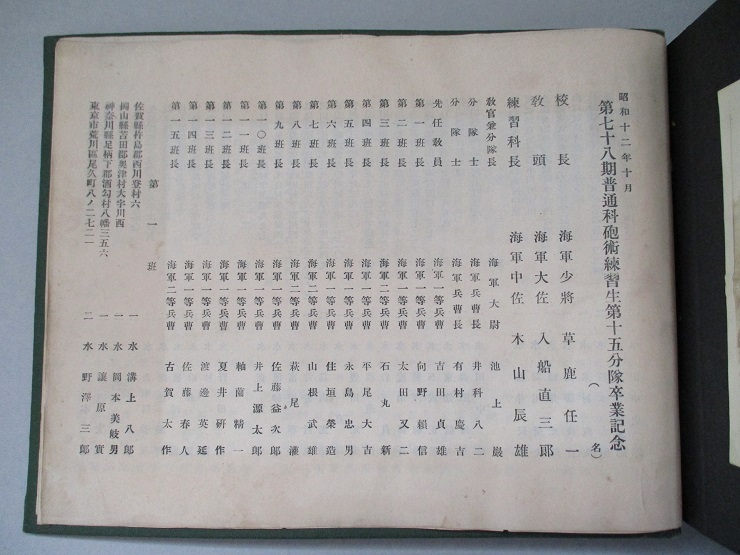 昭和十二年十月
第七十八期普通科砲術練習生第十五分隊卒業記念
(名)
校長 海軍少將 草鹿任一
教頭 海軍大佐 入船直三郎
練習科長 海軍中佐 木山辰雄
教官兼分隊長 海軍大尉 池上巖
分隊士 海軍兵曹長 井科八二
分隊士 海軍兵曹長 有村慶吉
先任教員 海軍一等兵曹 吉田貞雄
第一班長 海軍一等兵曹 向野賴信
第二班長 海軍一等兵曹 太田又二
第三班長 海軍一等兵曹 石丸新
第四班長 海軍一等兵曹 平尾大吉
第五班長 海軍一等兵曹 永島忠男
第六班長 海軍一等兵曹 住垣榮造
第七班長 海軍二等兵曹 山根武雄
第八班長 海軍二等兵曹 萩尾
第九班長 海軍一等兵曹 佐藤益次郎
第一〇班長 海軍一等兵曹 井上源太郎
第一一班長 海軍一等兵曹 精一
第一二班長 海軍一等兵曹 夏井研作
第一三班長 海軍一等兵曹 渡邊英延
第一四班長 海軍一等兵曹 佐藤春人
第一五班長 海軍二等兵曹 古賀太作
第一班
佐賀縣杵島郡西川登村六 一水 溝上八郎
岡山縣苫田郡奧津村大字川西 一水 岡本美岐男
神奈川縣足柄下郡酒匂村八幡三五六 一水 讓原實
東京市荒川區尾久町八ノ二七二一 二水 野澤小三郎